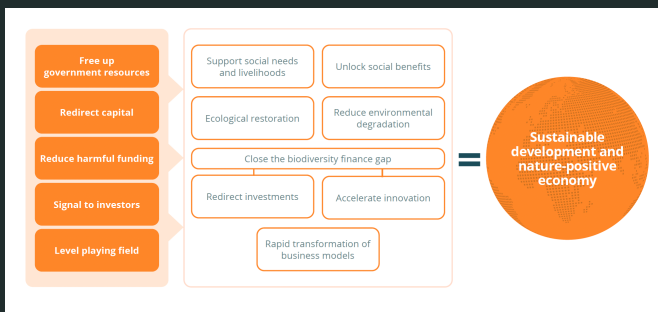 Free up
government resources
Redirect capital
Reduce harmful funding
Signal to investors
Level playing field
Support social needs
and livelihoods
Unlock social benefits
Ecological restoration
Reduce environmental
degradation
Close the biodiversity finance gap
Redirect investments
Accelerate innovation
Rapid transformation of
business models
=
Sustainable
development and
nature-positive
economy